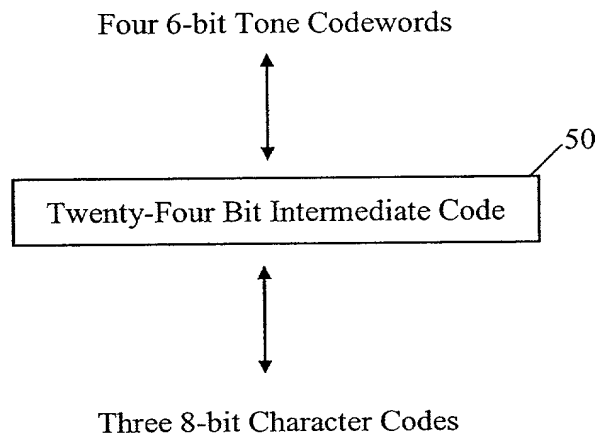 Four 6-bit Tone Codewords
50
Twenty-Four Bit Intermediate Code
Three 8-bit Character Codes